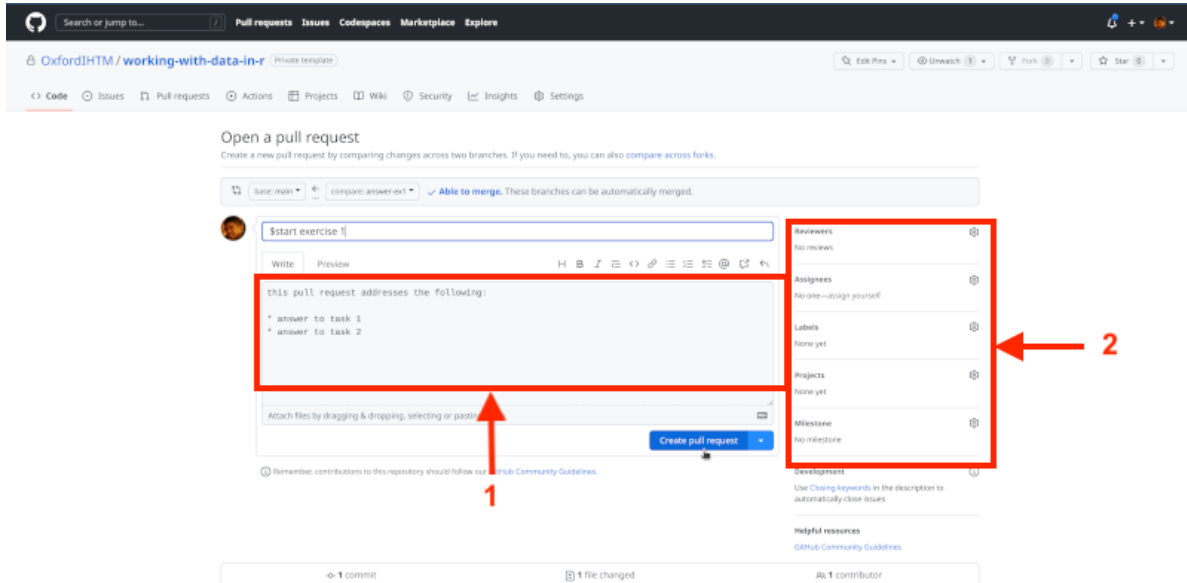 Search or jump to... / Pull requests Issues Codespaces Marketplace Explore
OxfordIHTM / working-with-data-in-r Private template
Edit Pins Unwatch 1 Fork 0 Star 0
Code Issues Pull requests Actions Projects Wiki Security Insights Settings
Open a pull request
Create a new pull request by comparing changes across two branches. If you need to, you can also compare across forks.
base: main compare: answer-ex1 Able to merge. These branches can be automatically merged.
$start exercise 1
Write Preview
this pull request addresses the following:
* answer to task 1
* answer to task 2
Attach files by dragging & dropping, selecting or
Create pull request
Remember, contributions to this repository should follow our GitHub Community Guidelines.
1
Reviewers
No reviews
Assignees
No one—assign yourself
Labels
None yet
Projects
None yet
Milestone
No milestone
2
Development
Use Closing keywords in the description to
automatically close issues
Helpful resources
GitHub Community Guidelines
1 commit 1 file changed 1 contributor